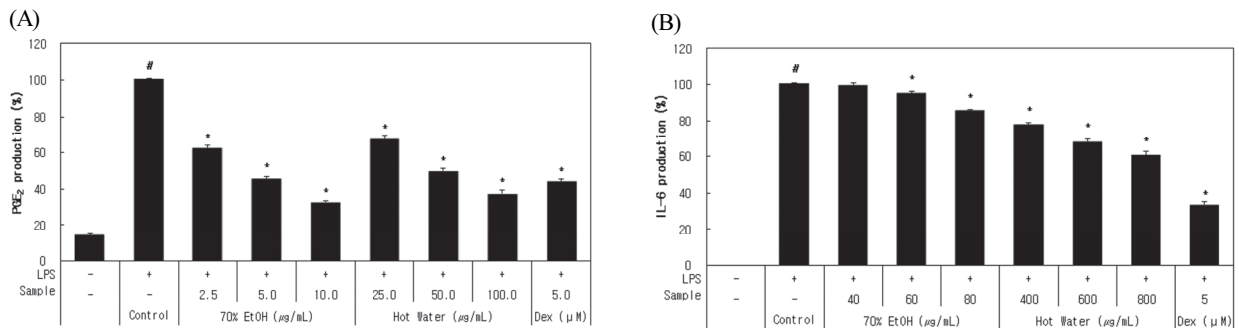 (A)
120
#
100
PGE₂ production (%)
80
*
*
60
*
*
*
40
*
*
20
0
LPS - + + + + + + + +
Sample - - 2.5 5.0 10.0 25.0 50.0 100.0 5.0
Control 70% EtOH (μg/mL) Hot Water (μg/mL) Dex (μM)
(B)
120
#
100
IL-6 production (%)
*
*
80
*
*
60
*
40
*
20
0
LPS - + + + + + + + +
Sample - - 40 60 80 400 600 800 5
Control 70% EtOH (μg/mL) Hot Water (μg/mL) Dex (μM)